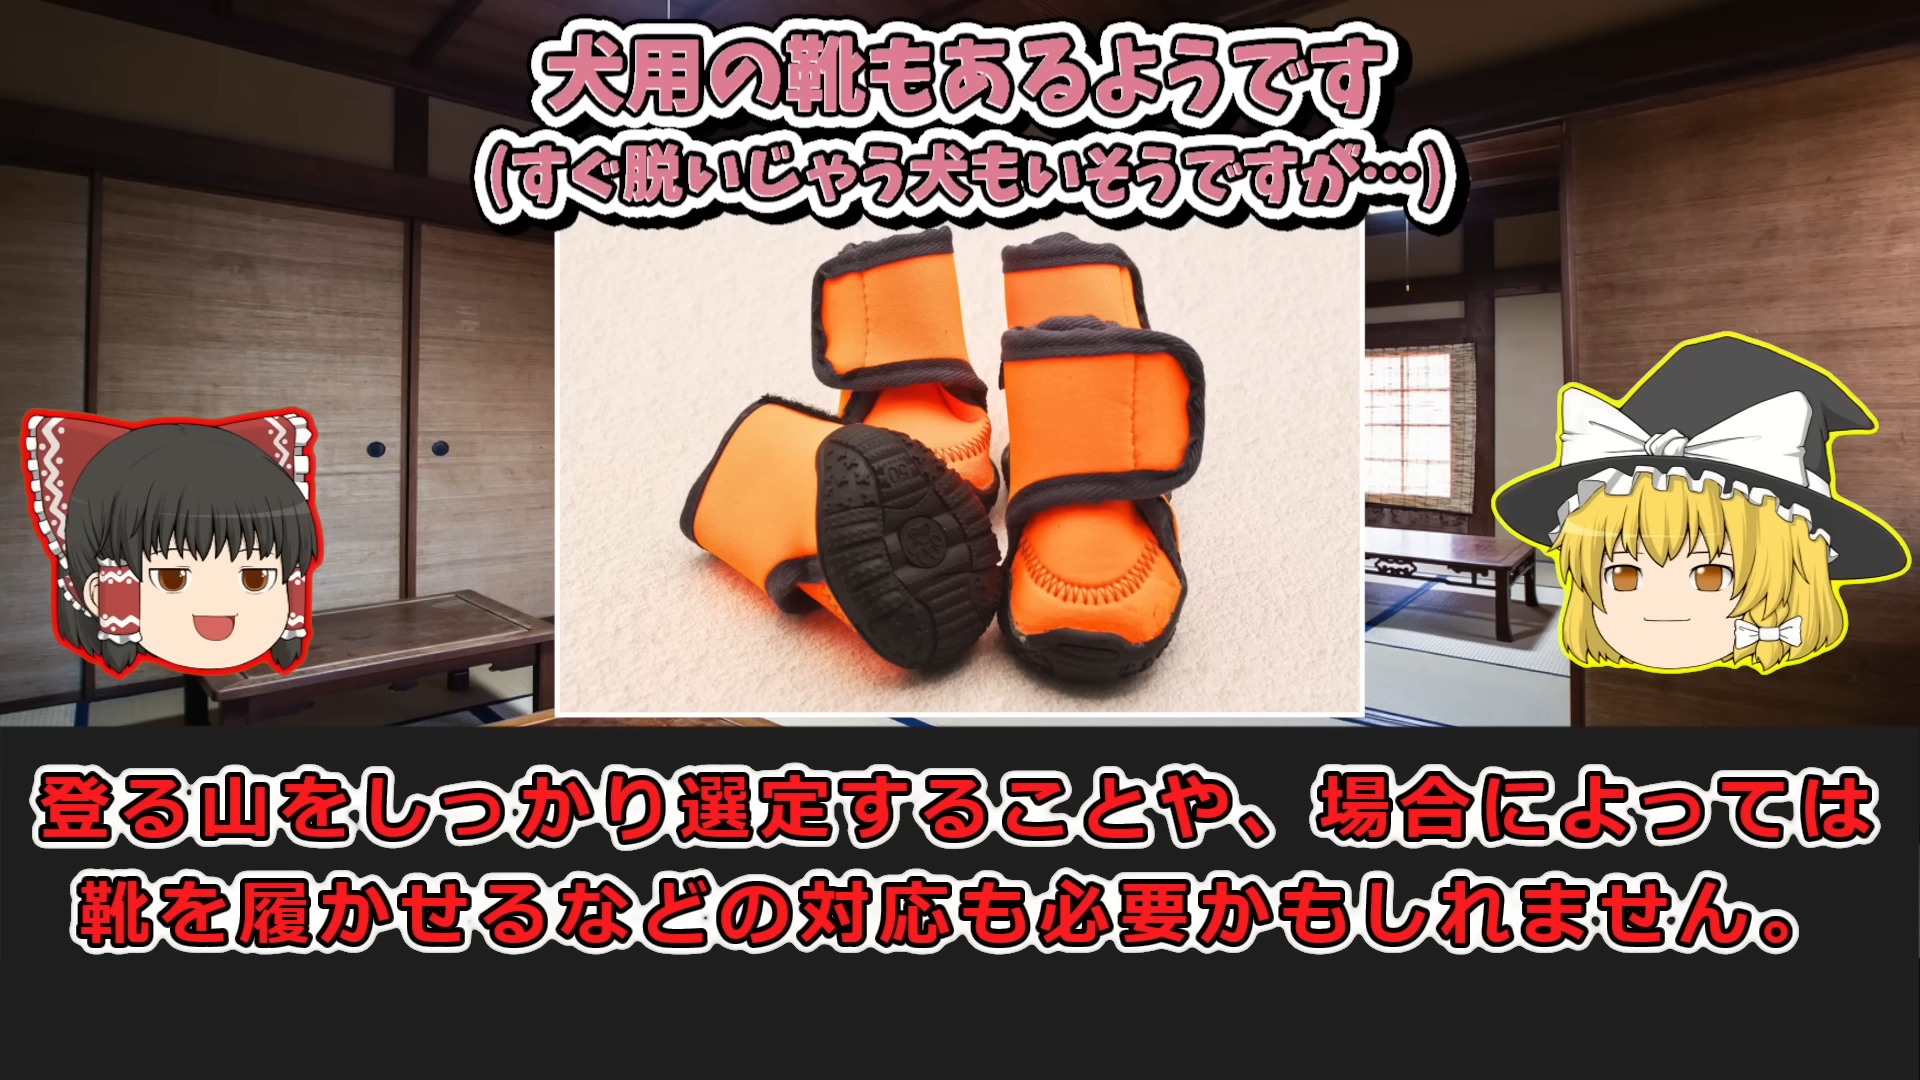 犬用の靴もあるようです
(すぐ脱いじゃう犬もいそうですが…)
登る山をしっかり選定することや、場合によっては
靴を履かせるなどの対応も必要かもしれません。